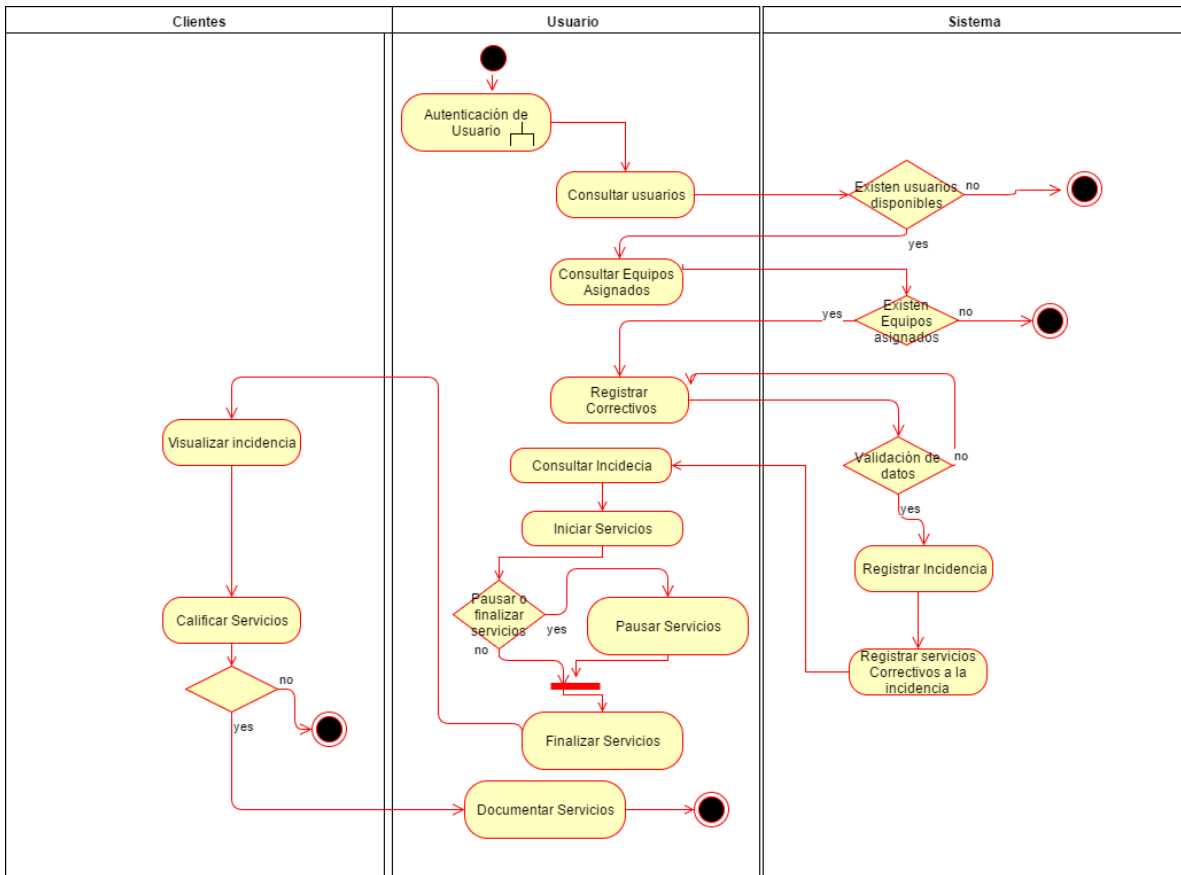 Clientes
Usuario
Sistema
Autenticación de
Usuario
Consultar usuarios
Existen usuarios
disponibles
no
yes
Consultar Equipos
Asignados
Existen
Equipos
asignados
yes
no
Registrar
Correctivos
Visualizar incidencia
Consultar Incidecia
Validación de
datos
no
yes
Iniciar Servicios
Registrar Incidencia
Pausar o
finalizar
servicios
yes
no
Pausar Servicios
Calificar Servicios
Registrar servicios
Correctivos a la
incidencia
no
yes
Finalizar Servicios
Documentar Servicios